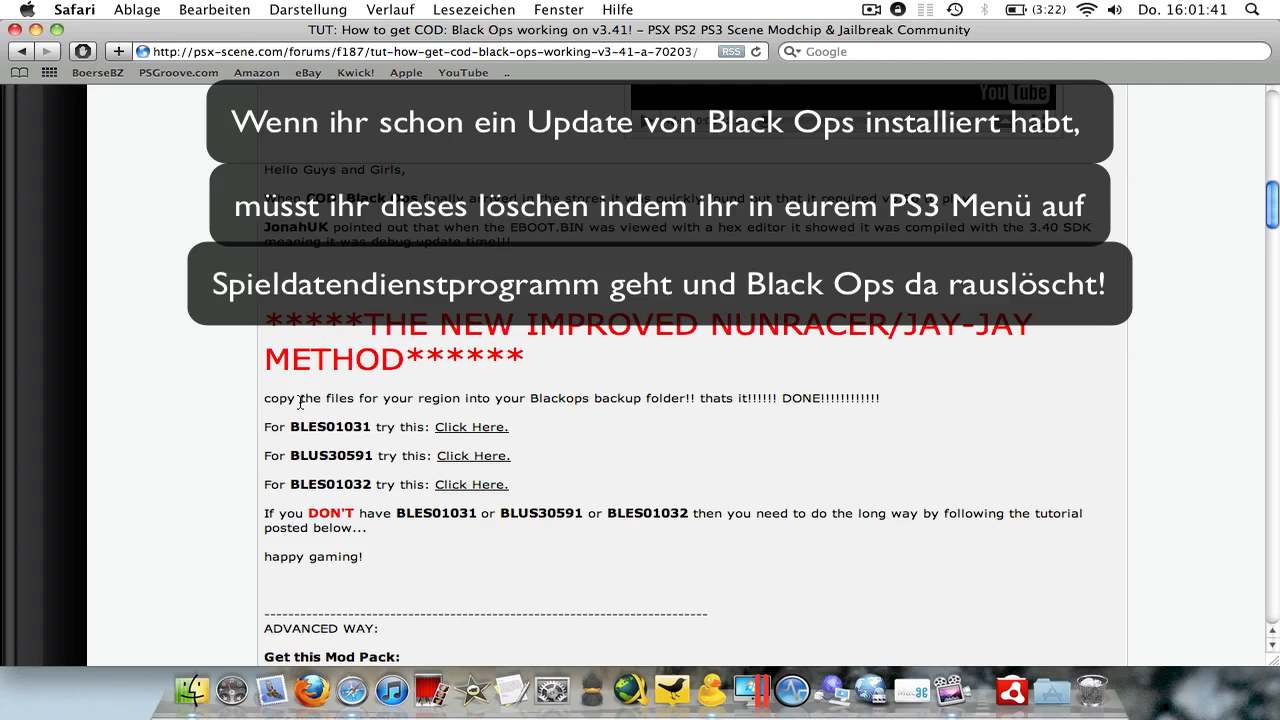 Safari Ablage Bearbeiten Darstellung Verlauf Lesezeichen Fenster Hilfe (3:22) Do. 16:01:41
TUT: How to get COD: Black Ops working on v3.41! – PSX PS2 PS3 Scene Modchip & Jailbreak Community
http://psx-scene.com/forums/f187/tut-how-get-cod-black-ops-working-v3-41-a-70203/ RSS Google
BoerseBZ PSGroove.com Amazon eBay Kwick! Apple YouTube ..
YouTube
Wenn ihr schon ein Update von Black Ops installiert habt,
Hello Guys and Girls,
müsst Ihr dieses löschen indem ihr in eurem PS3 Menü auf
JonahUK pointed out that when the EBOOT.BIN was viewed with a hex editor it showed it was compiled with the 3.40 SDK
meaning it was debug update time!!!
Spieldatendienstprogramm geht und Black Ops da rauslöscht!
*****THE NEW IMPROVED NUNRACER/JAY-JAY
METHOD******
copy the files for your region into your Blackops backup folder!! thats it!!!!!! DONE!!!!!!!!!!!!
For BLES01031 try this: Click Here.
For BLUS30591 try this: Click Here.
For BLES01032 try this: Click Here.
If you DON'T have BLES01031 or BLUS30591 or BLES01032 then you need to do the long way by following the tutorial
posted below...
happy gaming!
--------------------------------------------------------------------------
ADVANCED WAY:
Get this Mod Pack:
Mac⌘